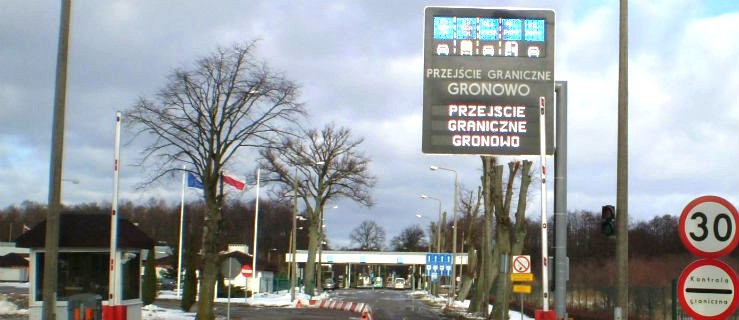 PRZEJŚCIE GRANICZNE
GRONOWO
PRZEJSCIE
GRANICZNE
GRONOWO
30
Kontrola
graniczna